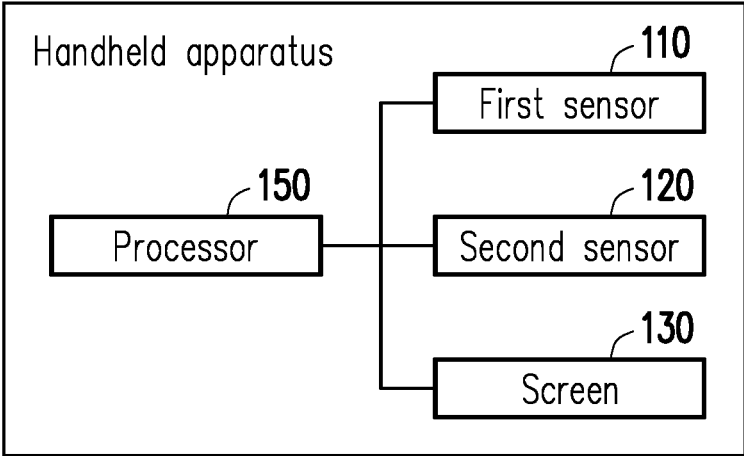 Handheld apparatus
110
First sensor
150
120
Processor
Second sensor
130
Screen